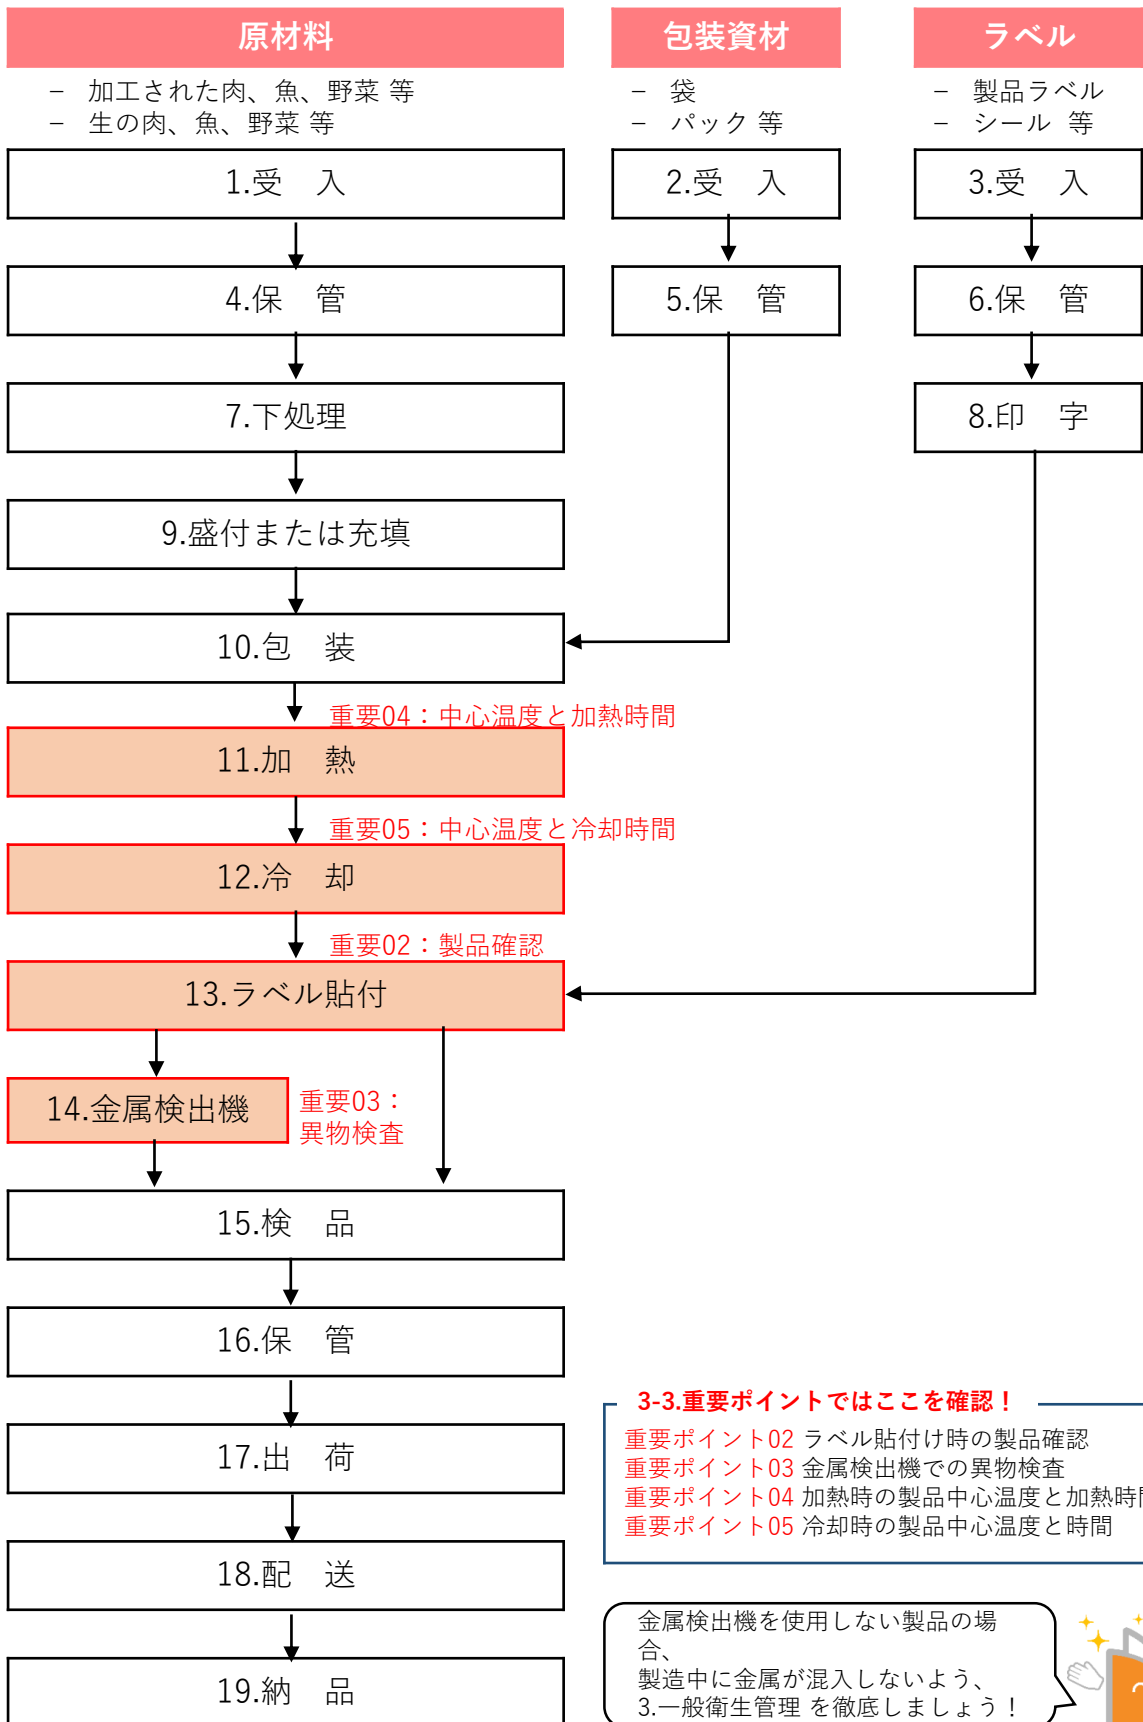 原材料
包装資材
ラベル
－ 加工された肉、魚、野菜 等
－ 生の肉、魚、野菜 等
－ 袋
－ パック 等
－ 製品ラベル
－ シール 等
1.受　入
2.受　入
3.受　入
4.保　管
5.保　管
6.保　管
7.下処理
8.印　字
9.盛付または充填
10.包　装
重要04：中心温度と加熱時間
11.加　熱
重要05：中心温度と冷却時間
12.冷　却
重要02：製品確認
13.ラベル貼付
14.金属検出機
重要03：
異物検査
15.検　品
16.保　管
17.出　荷
18.配　送
19.納　品
3-3.重要ポイントではここを確認！
重要ポイント02 ラベル貼付け時の製品確認
重要ポイント03 金属検出機での異物検査
重要ポイント04 加熱時の製品中心温度と加熱時間
重要ポイント05 冷却時の製品中心温度と時間
金属検出機を使用しない製品の場
合、
製造中に金属が混入しないよう、
3.一般衛生管理 を徹底しましょう！